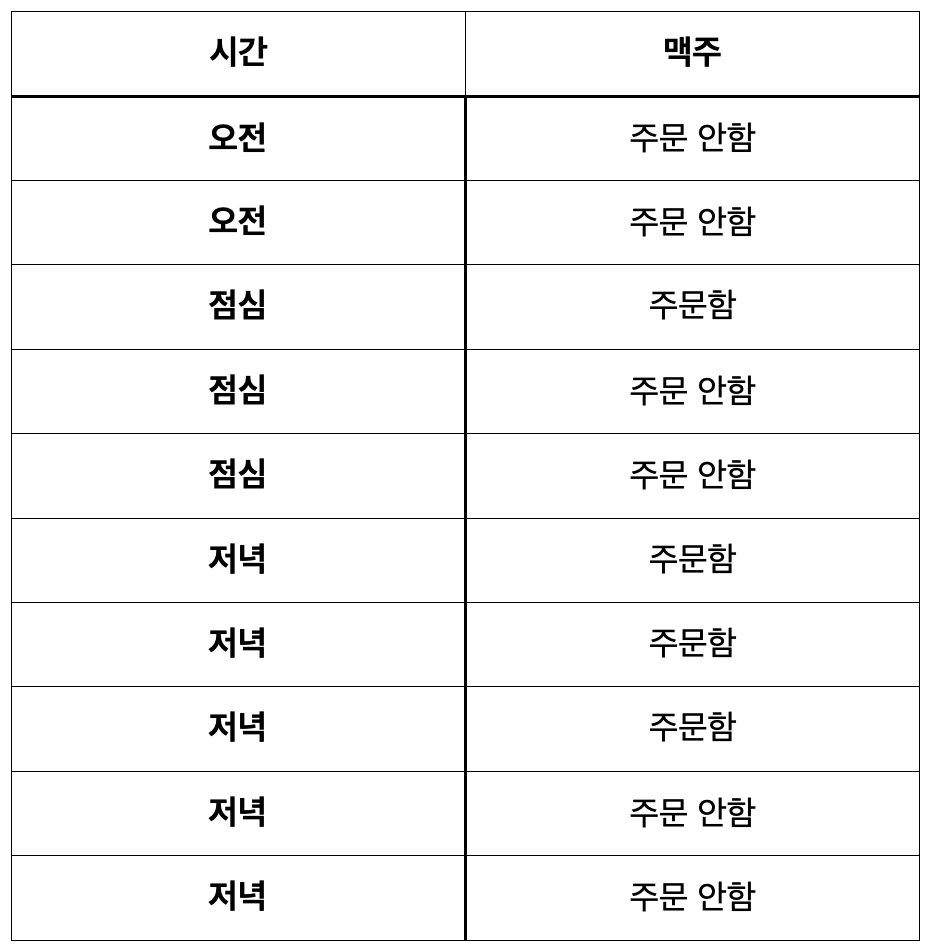 시간 맥주
오전 주문 안함
오전 주문 안함
점심 주문함
점심 주문 안함
점심 주문 안함
저녁 주문함
저녁 주문함
저녁 주문함
저녁 주문 안함
저녁 주문 안함